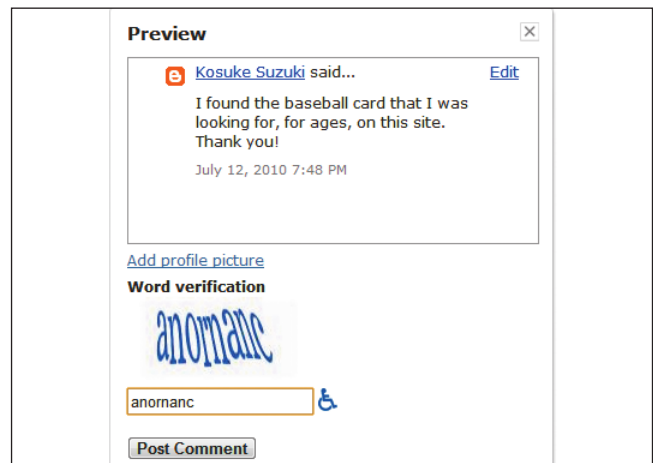 Preview
Kosuke Suzuki said... Edit
I found the baseball card that I was
looking for, for ages, on this site.
Thank you!
July 12, 2010 7:48 PM
Add profile picture
Word verification
anornanc
anornanc
Post Comment